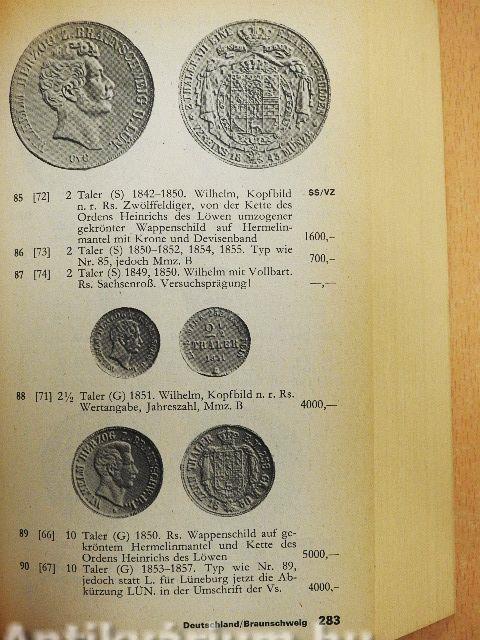 WILHELM HERZOG Z. BRAUNSCHWEIG U. LÜN.
CVC
85 [72] 2 Taler (S) 1842–1850. Wilhelm, Kopfbild SS/VZ
n. r. Rs. Zwölffeldiger, von der Kette des
Ordens Heinrichs des Löwen umzogener
gekrönter Wappenschild auf Hermelin-
mantel mit Krone und Devisenband 1600,–
86 [73] 2 Taler (S) 1850–1852, 1854, 1855. Typ wie 700,–
Nr. 85, jedoch Mmz. B
87 [74] 2 Taler (S) 1849, 1850. Wilhelm mit Vollbart.
Rs. Sachsenroß. Versuchsprägung! —,—
2½
THALER
1851
88 [71] 2½ Taler (G) 1851. Wilhelm, Kopfbild n. r. Rs.
Wertangabe, Jahreszahl, Mmz. B 4000,—
89 [66] 10 Taler (G) 1850. Rs. Wappenschild auf ge-
kröntem Hermelinmantel und Kette des
Ordens Heinrichs des Löwen 5000,—
90 [67] 10 Taler (G) 1853–1857. Typ wie Nr. 89,
jedoch statt L. für Lüneburg jetzt die Ab-
kürzung LÜN. in der Umschrift der Vs. 4000,–
Deutschland/Braunschweig 283